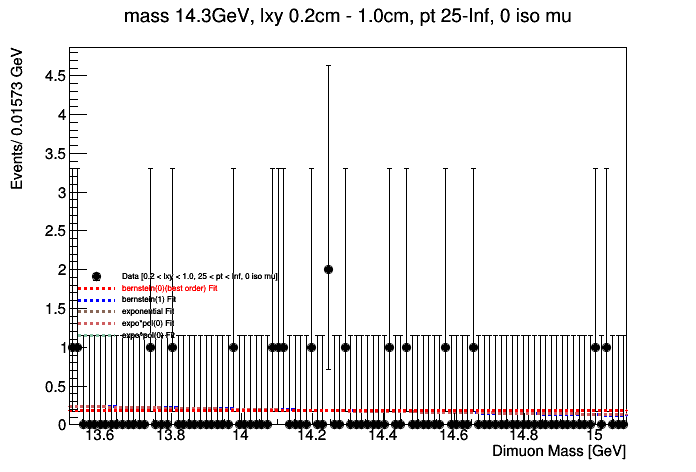 mass 14.3GeV, lxy 0.2cm - 1.0cm, pt 25-Inf, 0 iso mu
Events/ 0.01573 GeV
4.5
4
3.5
3
2.5
2
1.5
1
0.5
0
Data [0.2 < lxy < 1.0, 25 < pt < Inf, 0 iso mu]
bernstein(0)(best order) Fit
bernstein(1) Fit
exponential Fit
expo*pol(0) Fit
expo*pol(0) Fit
13.6 13.8 14 14.2 14.4 14.6 14.8 15
Dimuon Mass [GeV]